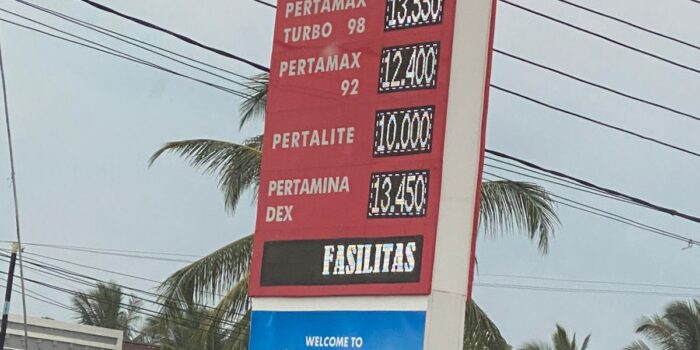 PERTAMAX
TURBO 98
PERTAMAX
92
12.400
PERTALITE
10.000
PERTAMINA
DEX
13.450
FASILITAS
WELCOME TO